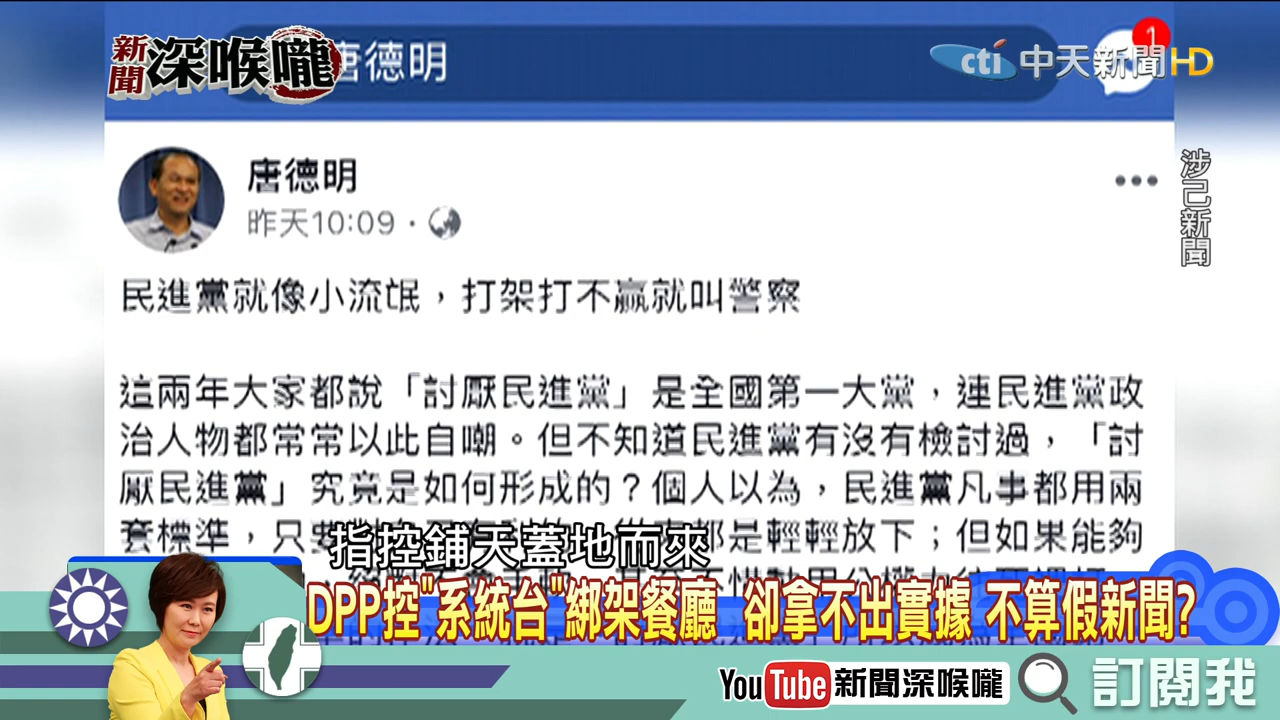 新聞深喉嚨
唐德明
1
cti 中天新聞HD
涉己新聞
唐德明
昨天10:09
民進黨就像小流氓，打架打不贏就叫警察
這兩年大家都說「討厭民進黨」是全國第一大黨，連民進黨政
治人物都常常以此自嘲。但不知道民進黨有沒有檢討過，「討
厭民進黨」究竟是如何形成的？個人以為，民進黨凡事都用兩
套標準，只要 都是輕輕放下；但如果能夠
指控鋪天蓋地而來
DPP控"系統台"綁架餐廳 卻拿不出實據 不算假新聞?
YouTube 新聞深喉嚨
訂閱我